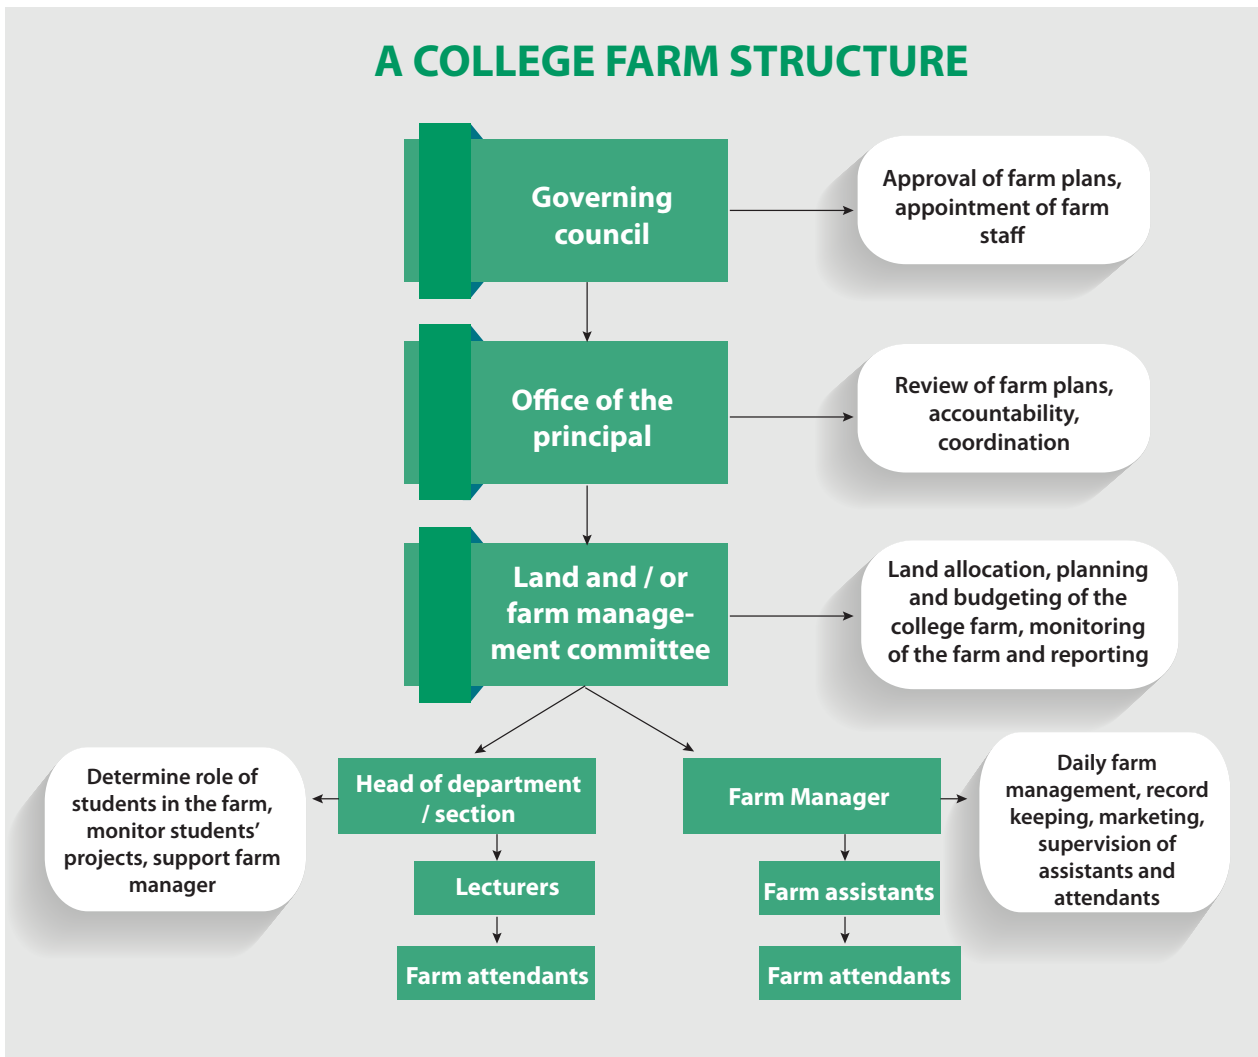 A COLLEGE FARM STRUCTURE
Governing
council
Approval of farm plans,
appointment of farm
staff
Office of the
principal
Review of farm plans,
accountability,
coordination
Land and / or
farm manage-
ment committee
Land allocation, planning
and budgeting of the
college farm, monitoring
of the farm and reporting
Determine role of
students in the farm,
monitor students’
projects, support farm
manager
Head of department
/ section
Farm Manager
Daily farm
management, record
keeping, marketing,
supervision of
assistants and
attendants
Lecturers
Farm assistants
Farm attendants
Farm attendants